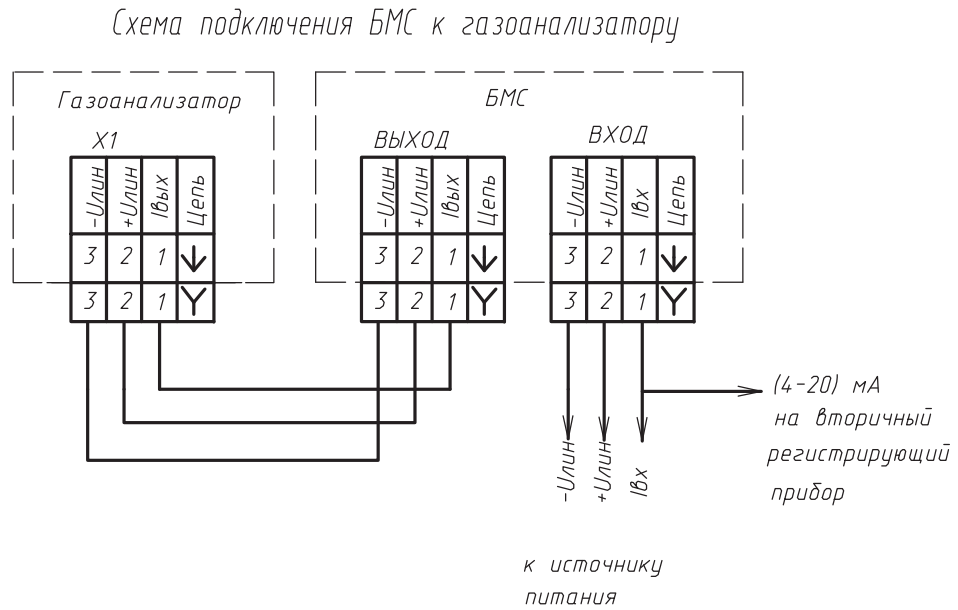 Схема подключения БМС к газоанализатору
Газоанализатор
X1
-Uлин +Uлин Iвых Цепь
3 2 1
3 2 1
БМС
ВЫХОД
-Uлин +Uлин Iвых Цепь
3 2 1
3 2 1
ВХОД
-Uлин +Uлин Iвх Цепь
3 2 1
3 2 1
-Uлин +Uлин Iвх
(4-20) мА
на вторичный
регистрирующий
прибор
к источнику
питания